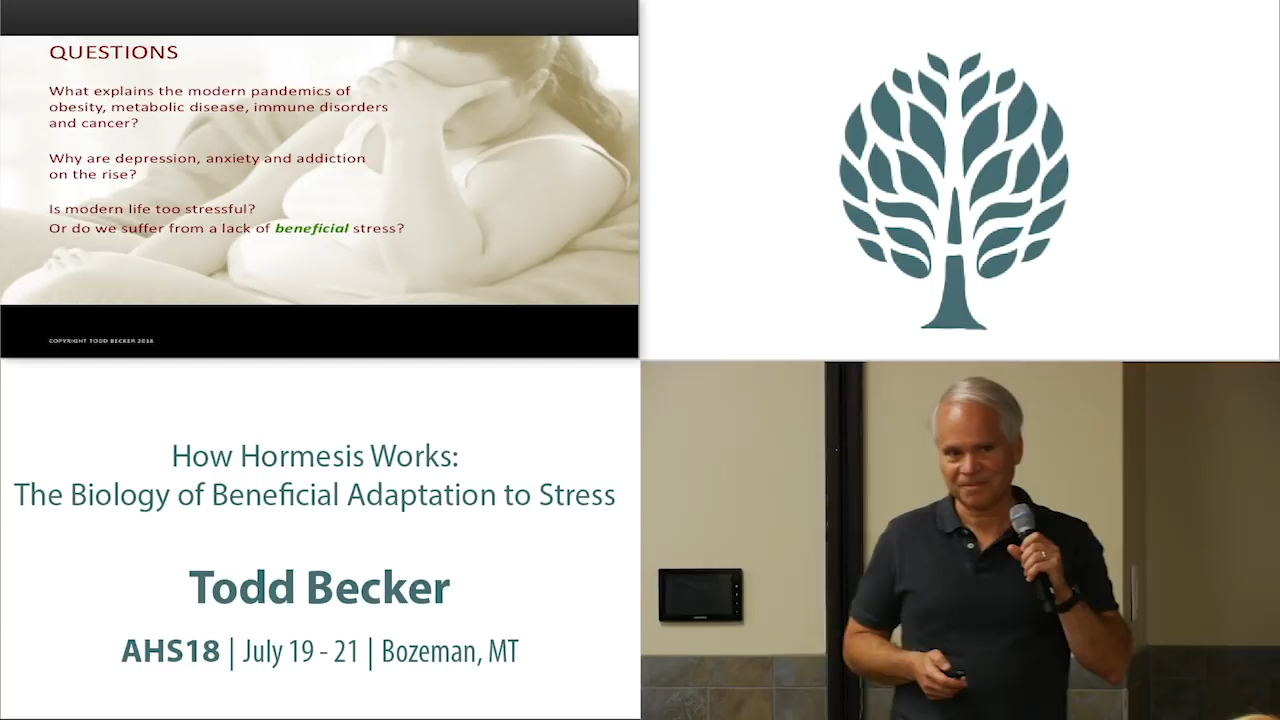 QUESTIONS
What explains the modern pandemics of
obesity, metabolic disease, immune disorders
and cancer?
Why are depression, anxiety and addiction
on the rise?
Is modern life too stressful?
Or do we suffer from a lack of beneficial stress?
COPYRIGHT TODD BECKER 2018
How Hormesis Works:
The Biology of Beneficial Adaptation to Stress
Todd Becker
AHS18 | July 19 - 21 | Bozeman, MT